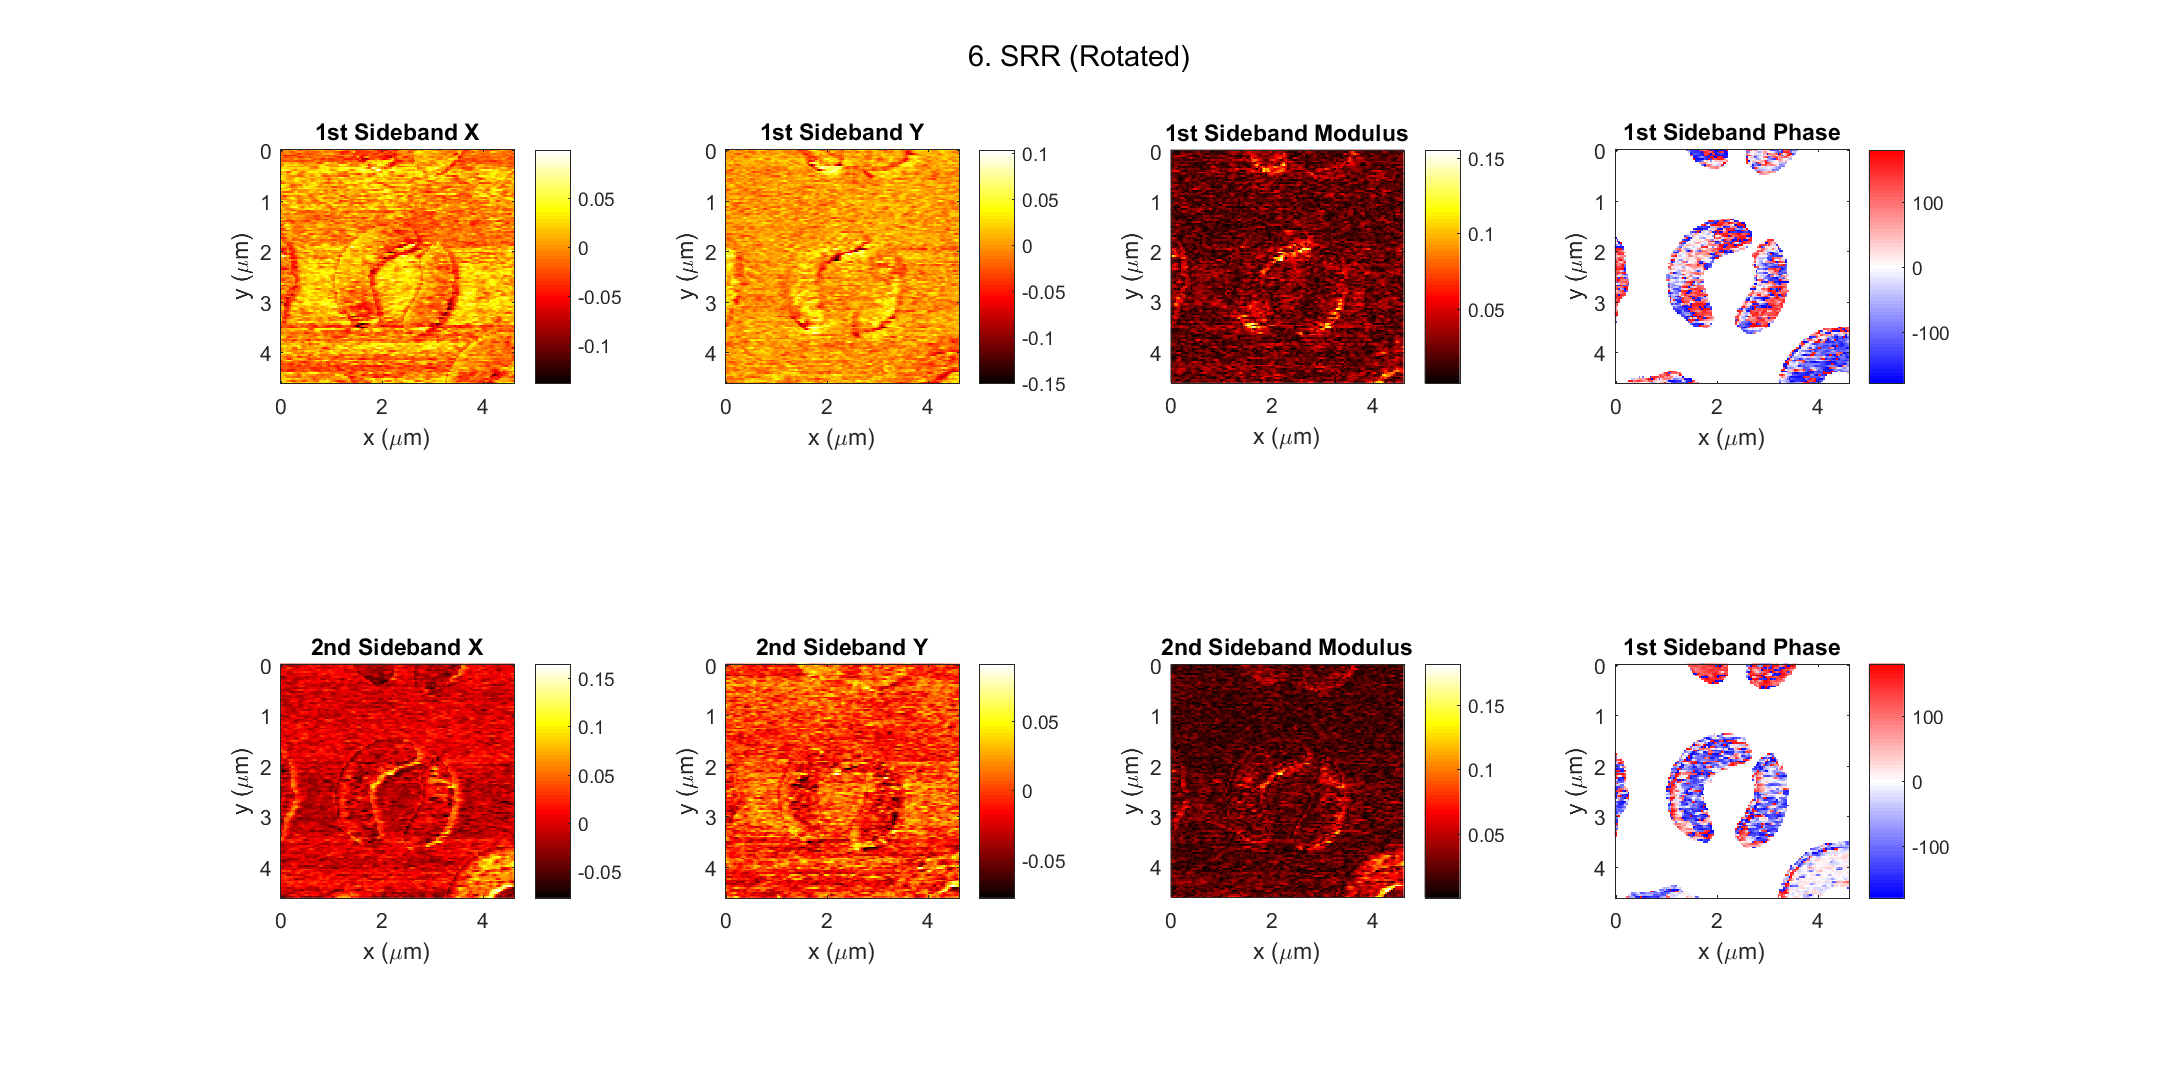 6. SRR (Rotated)
1st Sideband X
0
1
2
3
4
y (μm)
0 2 4
x (μm)
0.05
0
-0.05
-0.1
1st Sideband Y
0
1
2
3
4
y (μm)
0 2 4
x (μm)
0.1
0.05
0
-0.05
-0.1
-0.15
1st Sideband Modulus
0
1
2
3
4
y (μm)
0 2 4
x (μm)
0.15
0.1
0.05
1st Sideband Phase
0
1
2
3
4
y (μm)
0 2 4
x (μm)
100
0
-100
2nd Sideband X
0
1
2
3
4
y (μm)
0 2 4
x (μm)
0.15
0.1
0.05
0
-0.05
2nd Sideband Y
0
1
2
3
4
y (μm)
0 2 4
x (μm)
0.05
0
-0.05
2nd Sideband Modulus
0
1
2
3
4
y (μm)
0 2 4
x (μm)
0.15
0.1
0.05
1st Sideband Phase
0
1
2
3
4
y (μm)
0 2 4
x (μm)
100
0
-100